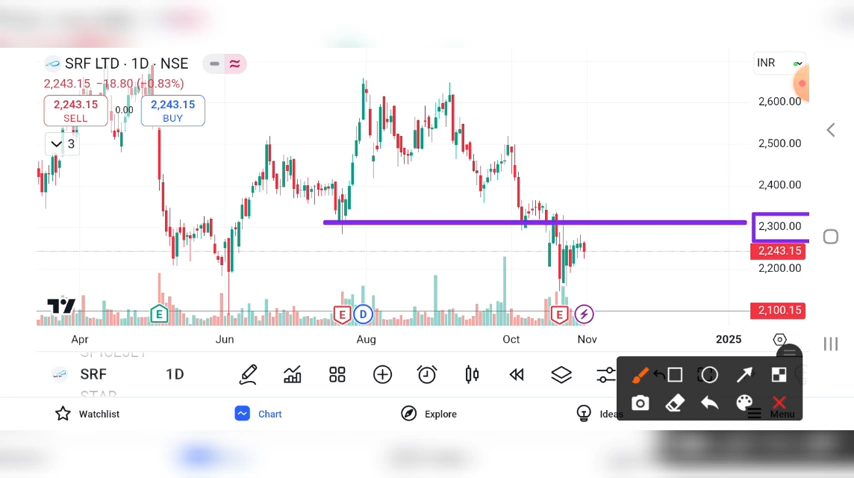 SRF LTD · 1D · NSE
INR
2,243.15 −18.80 (−0.83%)
2,243.15 0.00 2,243.15
SELL BUY
3
2,600.00
2,500.00
2,400.00
2,300.00
2,243.15
2,200.00
2,100.15
E E D E
Apr Jun Aug Oct Nov 2025
SPICEJET
SRF 1D
STAR
Watchlist Chart Explore Ideas Menu